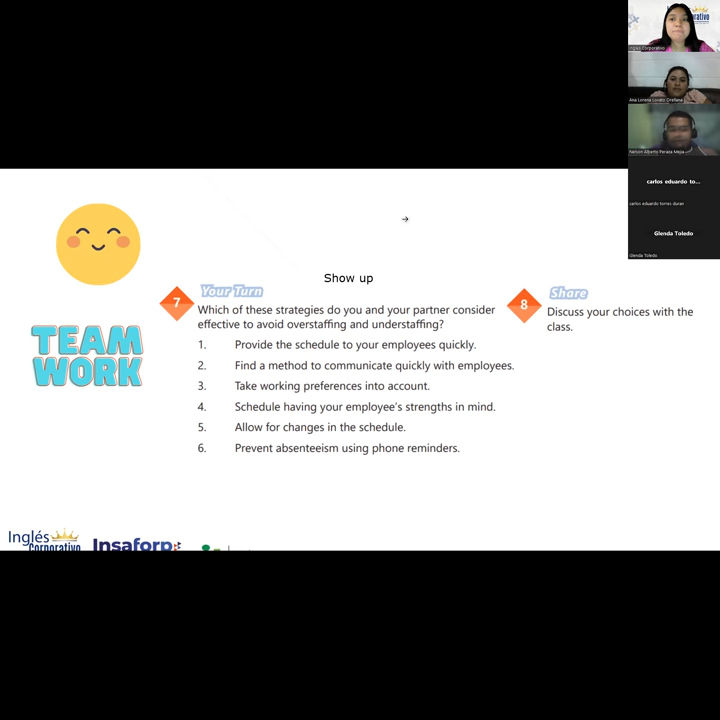 Inglés Corporativo
Ana Lorena Lovato Orellana
Nelson Alberto Peraza Mejia
carlos eduardo to...
carlos eduardo torres duran
Glenda Toledo
Glenda Toledo
Show up
7
Your Turn
Which of these strategies do you and your partner consider
effective to avoid overstaffing and understaffing?
1. Provide the schedule to your employees quickly.
2. Find a method to communicate quickly with employees.
3. Take working preferences into account.
4. Schedule having your employee's strengths in mind.
5. Allow for changes in the schedule.
6. Prevent absenteeism using phone reminders.
8
Share
Discuss your choices with the
class.
TEAM
WORK
Inglés
Corporativo
Insaforp